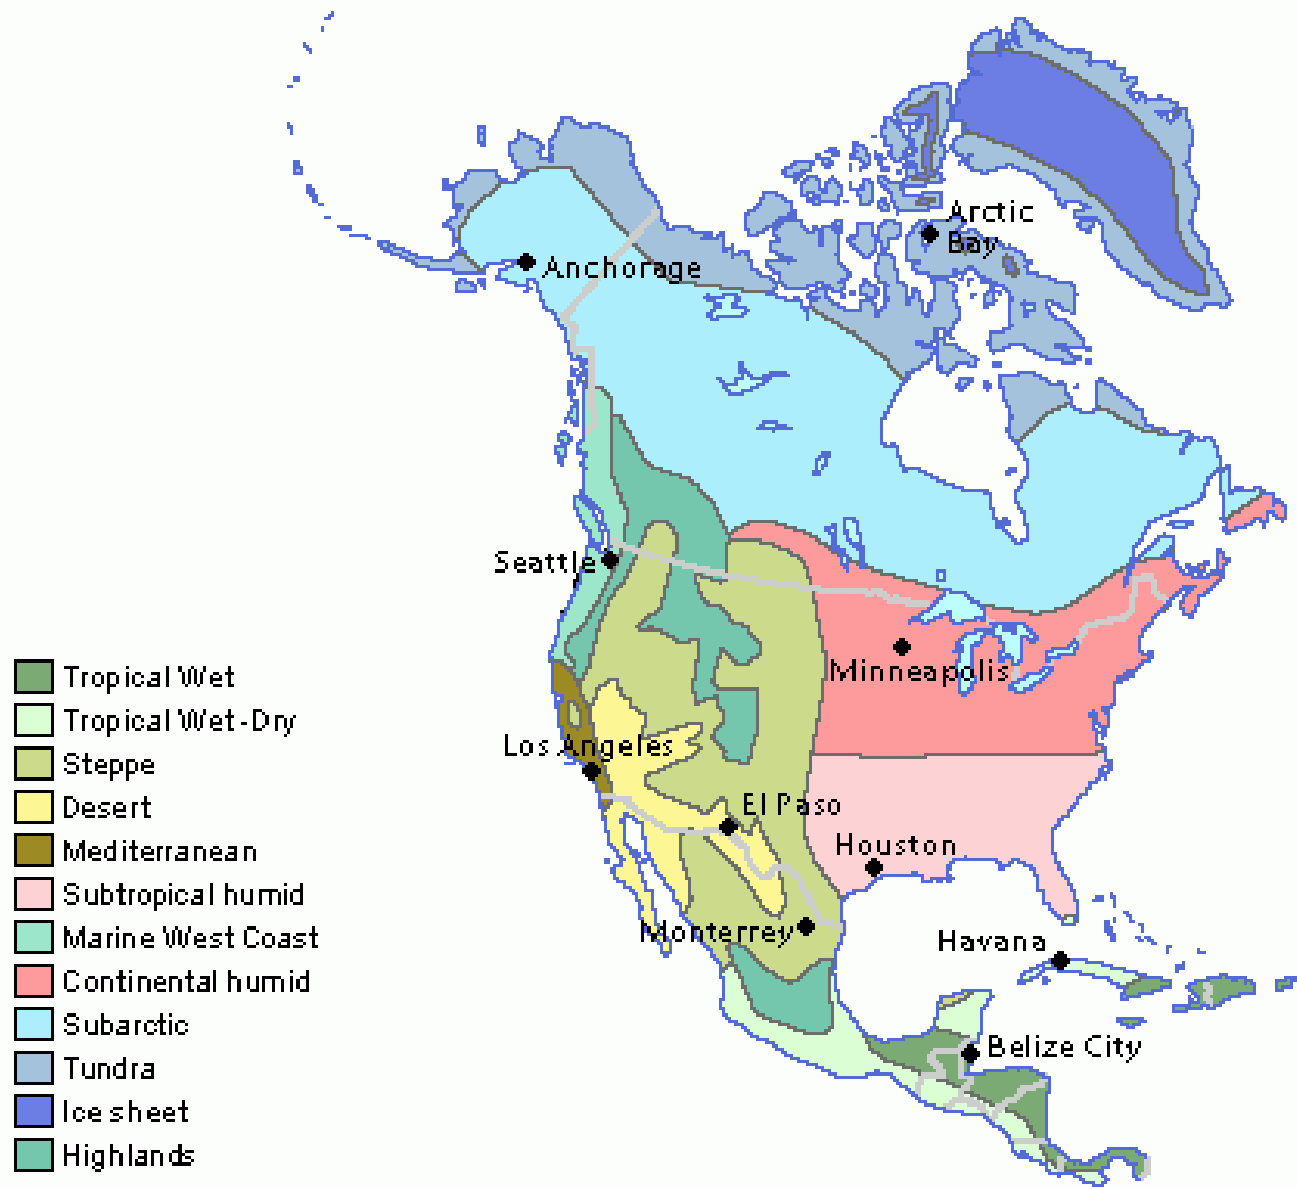 Arctic
Bay
Anchorage
Seattle
Minneapolis
Los Angeles
El Paso
Houston
Monterrey
Havana
Belize City
Tropical Wet
Tropical Wet-Dry
Steppe
Desert
Mediterranean
Subtropical humid
Marine West Coast
Continental humid
Subarctic
Tundra
Ice sheet
Highlands